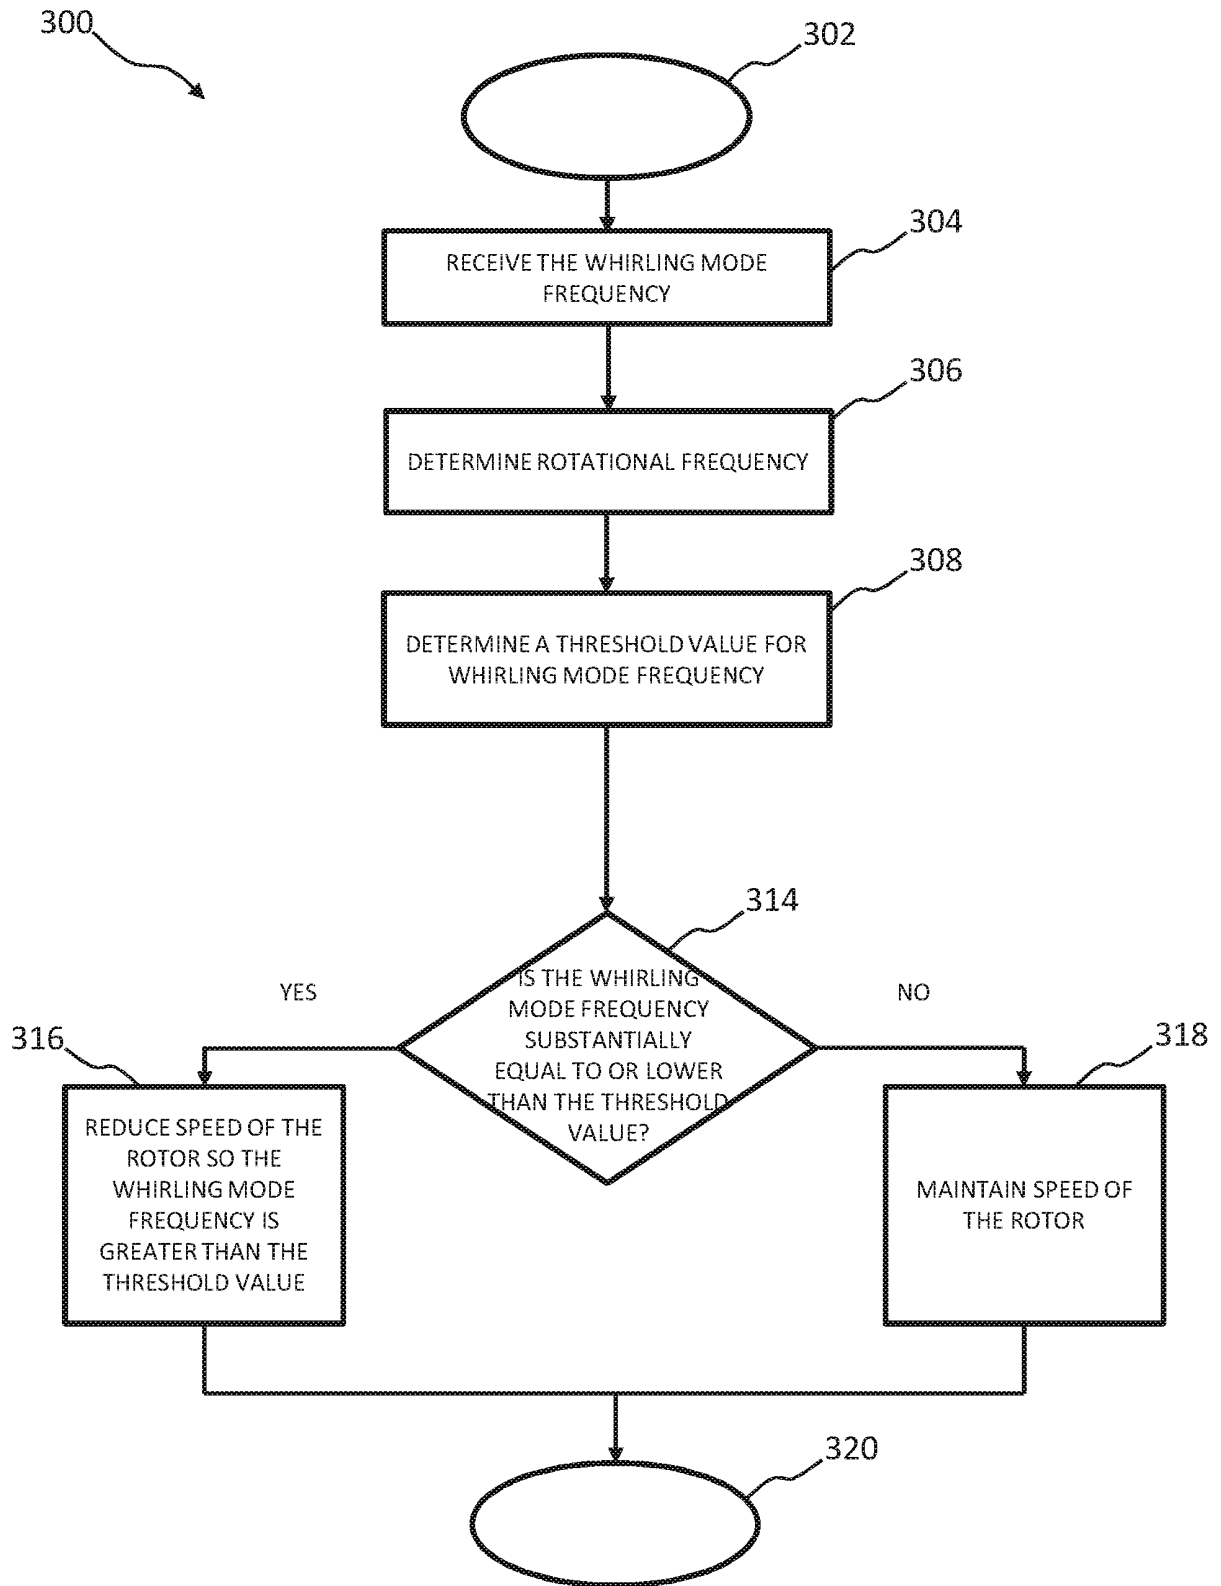 300
302
304
RECEIVE THE WHIRLING MODE
FREQUENCY
306
DETERMINE ROTATIONAL FREQUENCY
308
DETERMINE A THRESHOLD VALUE FOR
WHIRLING MODE FREQUENCY
314
YES
IS THE WHIRLING
MODE FREQUENCY
SUBSTANTIALLY
EQUAL TO OR LOWER
THAN THE THRESHOLD
VALUE?
NO
316
REDUCE SPEED OF THE
ROTOR SO THE
WHIRLING MODE
FREQUENCY IS
GREATER THAN THE
THRESHOLD VALUE
318
MAINTAIN SPEED OF
THE ROTOR
320